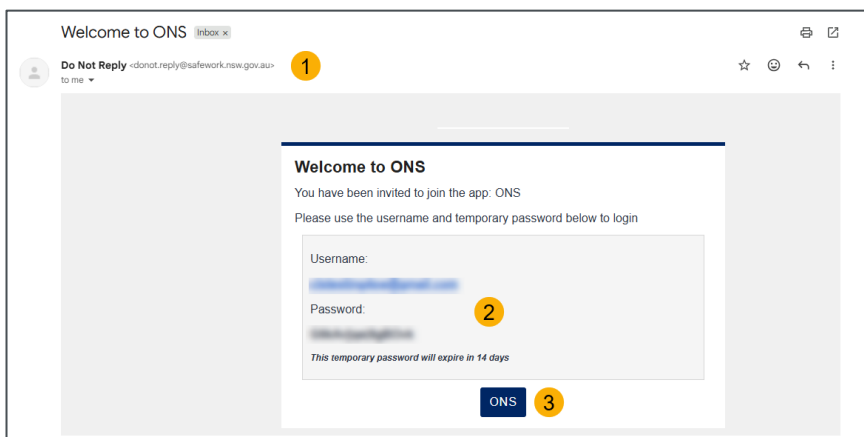 Welcome to ONS Inbox x
Do Not Reply <donot.reply@safework.nsw.gov.au> 1
to me
Welcome to ONS
You have been invited to join the app: ONS
Please use the username and temporary password below to login
Username:
Password:
2
This temporary password will expire in 14 days
ONS 3